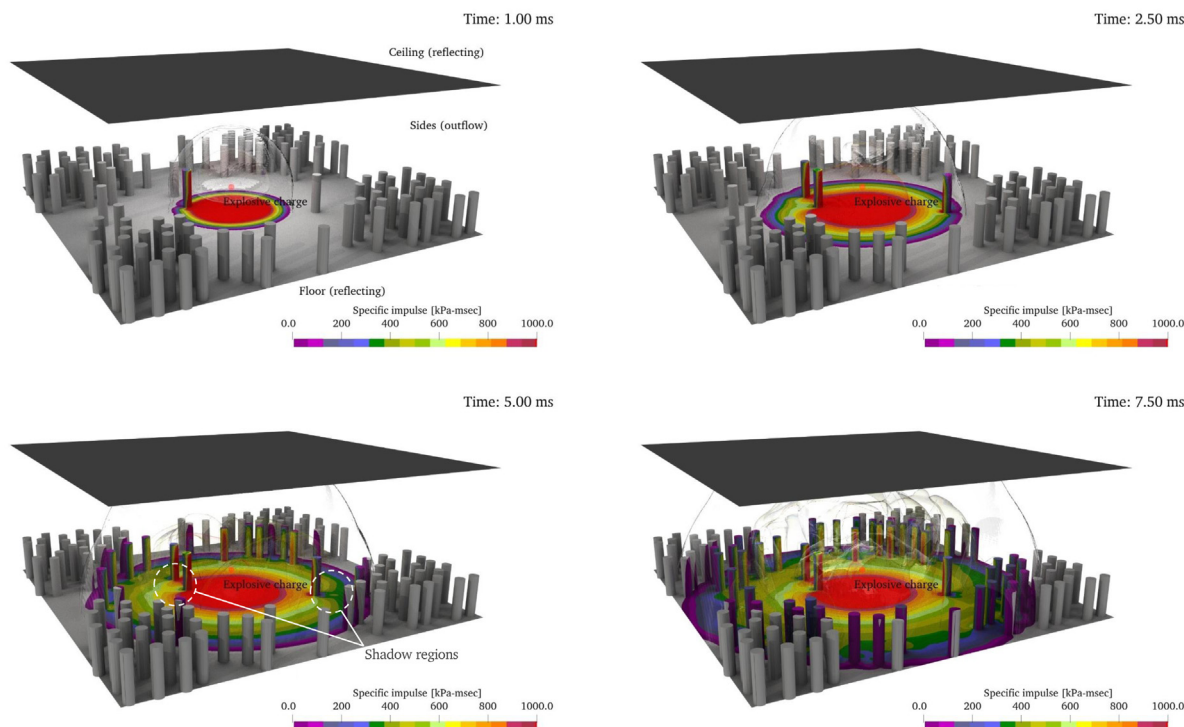 Time: 1.00 ms
Ceiling (reflecting)
Sides (outflow)
Explosive charge
Floor (reflecting)
Specific impulse [kPa-msec]
0.0 200 400 600 800 1000.0
Time: 2.50 ms
Explosive charge
Specific impulse [kPa-msec]
0.0 200 400 600 800 1000.0
Time: 5.00 ms
Explosive charge
Shadow regions
Specific impulse [kPa-msec]
0.0 200 400 600 800 1000.0
Time: 7.50 ms
Explosive charge
Specific impulse [kPa-msec]
0.0 200 400 600 800 1000.0